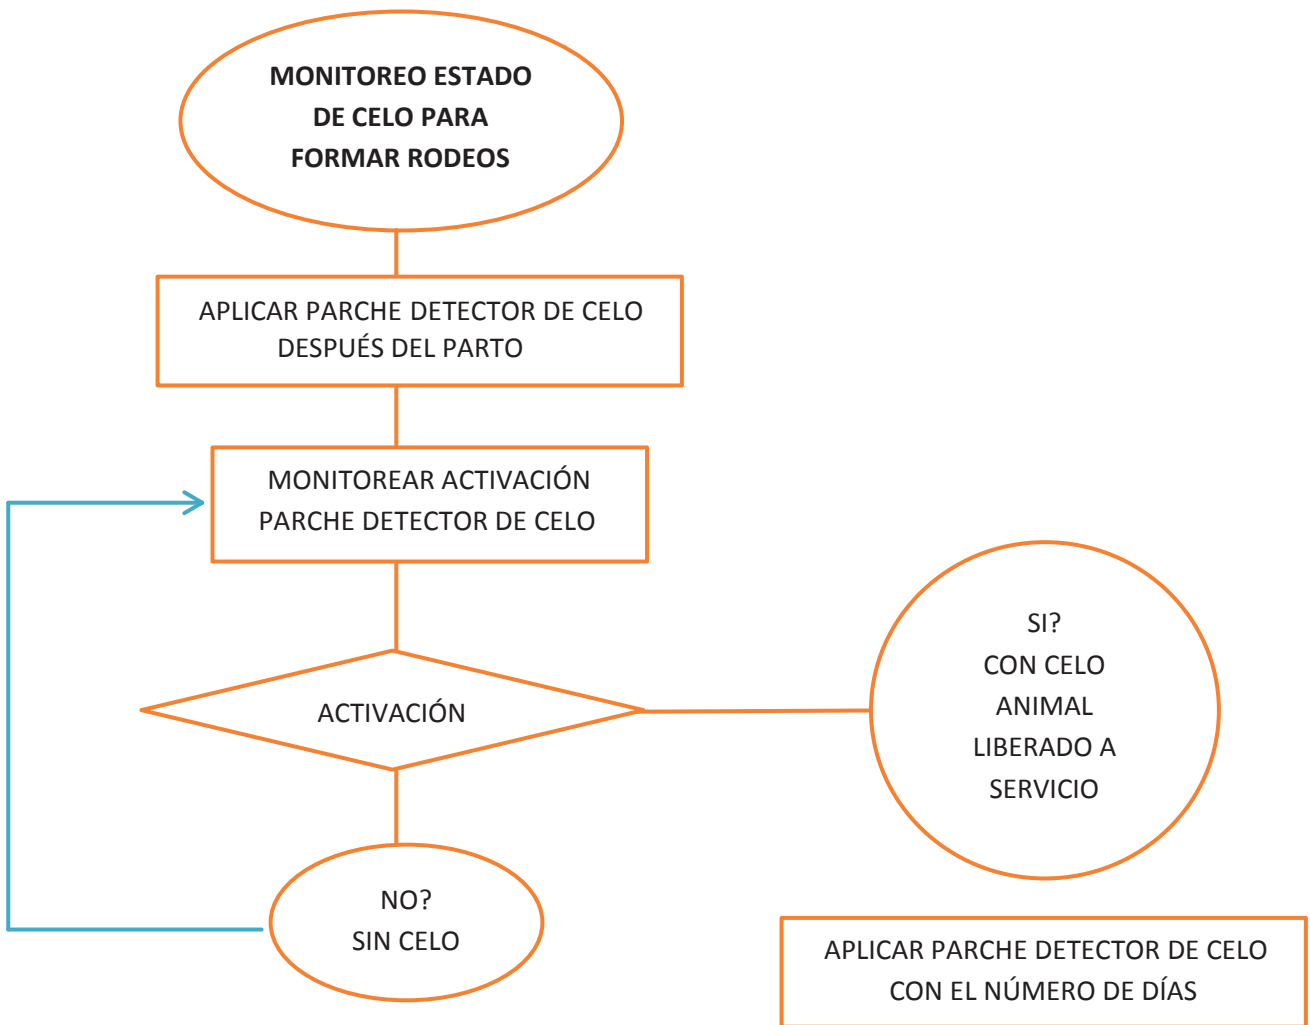 MONITOREO ESTADO
DE CELO PARA
FORMAR RODEOS
APLICAR PARCHE DETECTOR DE CELO
DESPUÉS DEL PARTO
MONITOREAR ACTIVACIÓN
PARCHE DETECTOR DE CELO
ACTIVACIÓN
SI?
CON CELO
ANIMAL
LIBERADO A
SERVICIO
NO?
SIN CELO
APLICAR PARCHE DETECTOR DE CELO
CON EL NÚMERO DE DÍAS